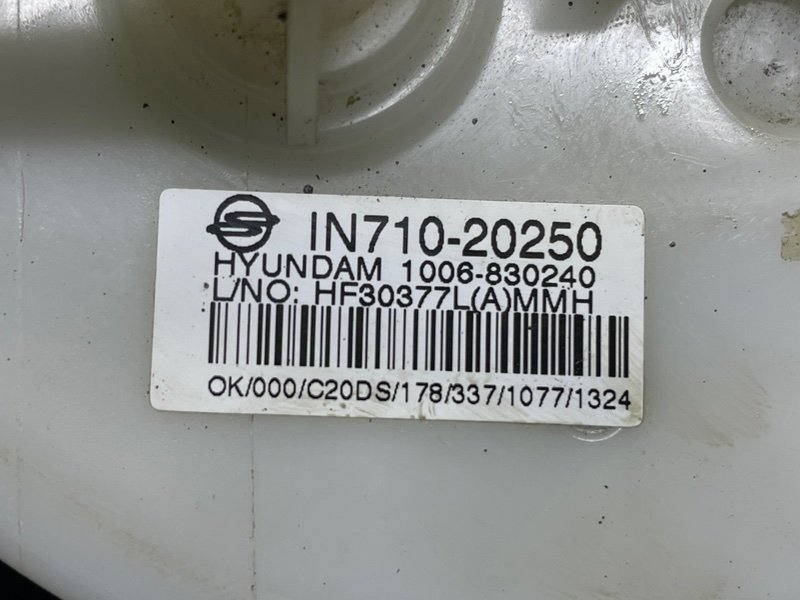 IN710-20250
HYUNDAM 1006-830240
L/NO: HF30377L(A)MMH
OK/000/C20DS/178/337/1077/1324